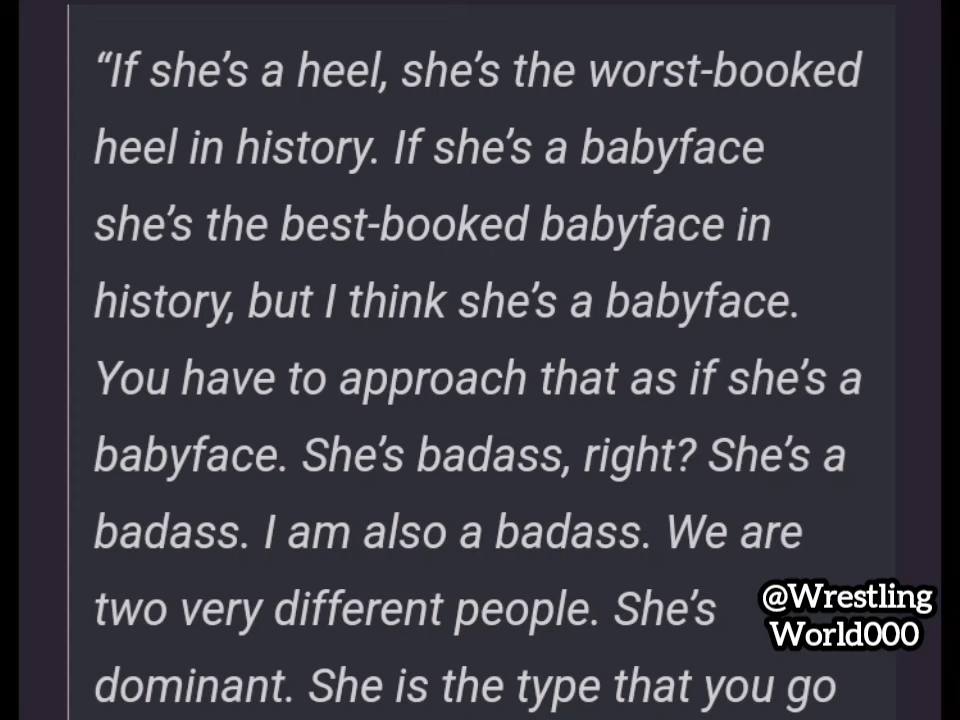 “If she’s a heel, she’s the worst-booked
heel in history. If she’s a babyface
she’s the best-booked babyface in
history, but I think she’s a babyface.
You have to approach that as if she’s a
babyface. She’s badass, right? She’s a
badass. I am also a badass. We are
two very different people. She’s
dominant. She is the type that you go
@Wrestling
World000